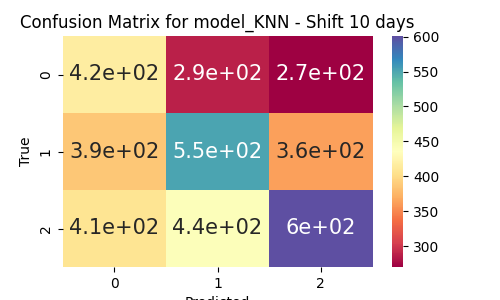 Confusion Matrix for model_KNN - Shift 10 days
True
0 4.2e+02 2.9e+02 2.7e+02
1 3.9e+02 5.5e+02 3.6e+02
2 4.1e+02 4.4e+02 6e+02
0 1 2
Predicted
600
550
500
450
400
350
300